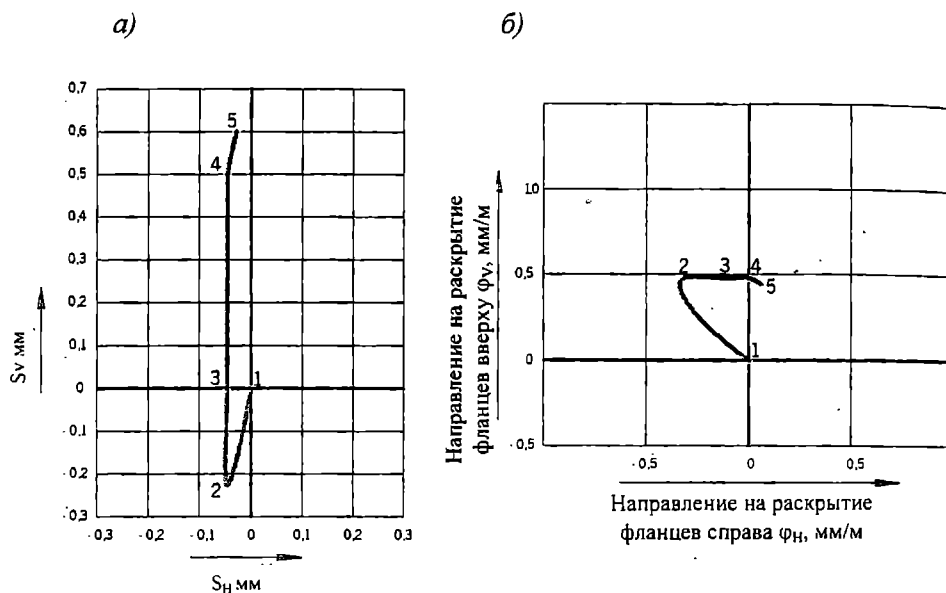 а)
0,7
0,6
0,5
0,4
0,3
0,2
0,1
0
- 0,1
- 0,2
0,3
- 0,3 - 0,2 - 0,1 0 0,1 0,2 0,3
5
4
3 1
2
Sv мм
S_H мм
б)
1.0
0,5
0
- 0,5
- 0.5 0 0,5
2 3 4
5
1
Направление на раскрытие
фланцев вверху φ_V, мм/м
Направление на раскрытие
фланцев справа φ_H, мм/м